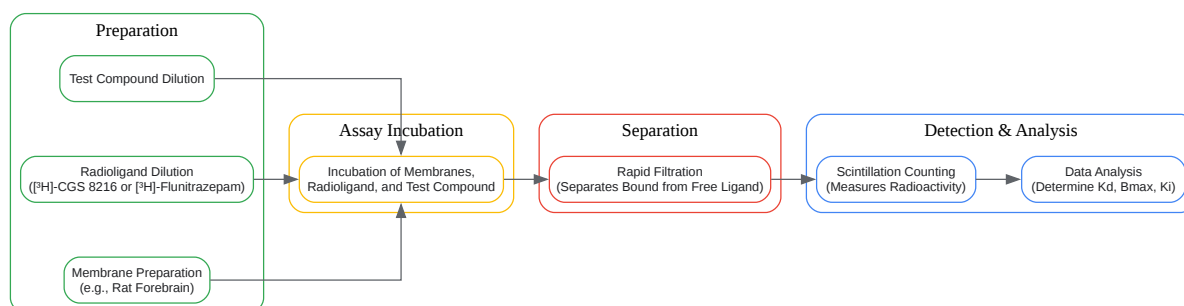 Preparation
Test Compound Dilution
Radioligand Dilution
([³H]-CGS 8216 or [³H]-Flunitrazepam)
Membrane Preparation
(e.g., Rat Forebrain)
Assay Incubation
Incubation of Membranes,
Radioligand, and Test Compound
Separation
Rapid Filtration
(Separates Bound from Free Ligand)
Detection & Analysis
Scintillation Counting
(Measures Radioactivity)
Data Analysis
(Determine Kd, Bmax, Ki)